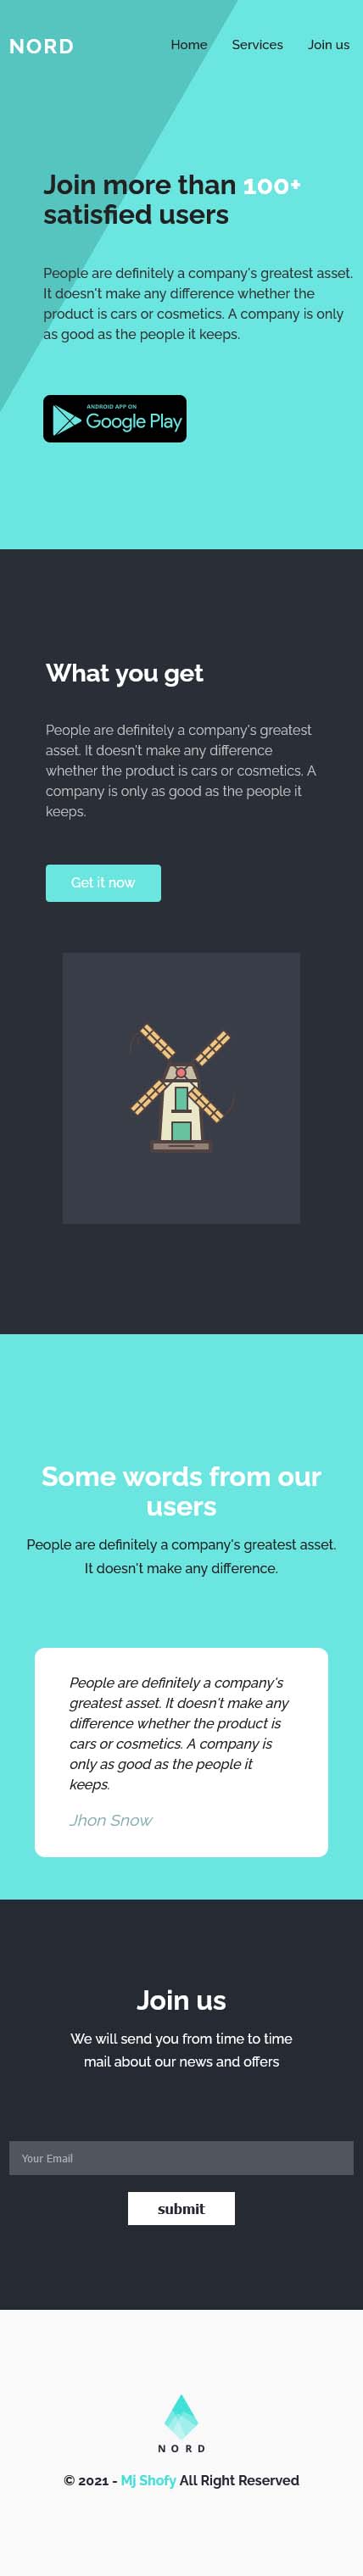 NORD
Home Services Join us
Join more than 100+
satisfied users
People are definitely a company's greatest asset.
It doesn't make any difference whether the
product is cars or cosmetics. A company is only
as good as the people it keeps.
ANDROID APP ON
Google Play
What you get
People are definitely a company's greatest
asset. It doesn't make any difference
whether the product is cars or cosmetics. A
company is only as good as the people it
keeps.
Get it now
Some words from our
users
People are definitely a company's greatest asset.
It doesn't make any difference.
People are definitely a company's
greatest asset. It doesn't make any
difference whether the product is
cars or cosmetics. A company is
only as good as the people it
keeps.
Jhon Snow
Join us
We will send you from time to time
mail about our news and offers
Your Email
submit
NORD
© 2021 - Mj Shofy All Right Reserved